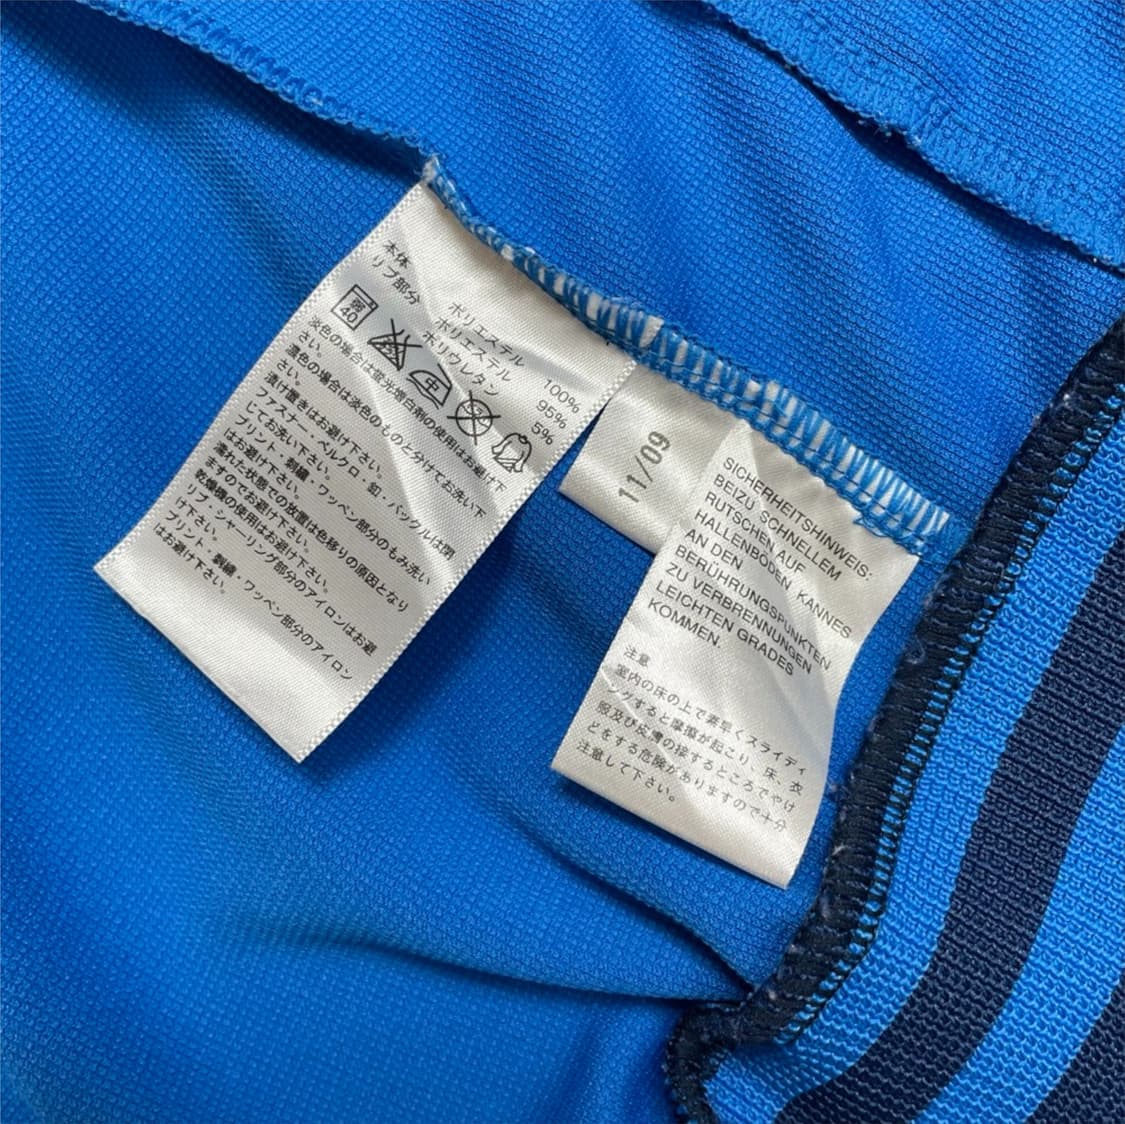 本体 ポリエステル 100%
リブ部分 ポリエステル 95%
ポリウレタン 5%
弱
40
淡色の場合は蛍光増白剤の使用はお避け下
さい。
濃色の場合は淡色のものと分けてお洗い下
さい。
漬け置きはお避け下さい。
ファスナー・ベルクロ・釦・バックルは閉
じてお洗い下さい。
プリント・刺繍・ワッペン部分のもみ洗い
はお避け下さい。
濡れた状態での放置は色移りの原因となり
ますのでお避け下さい。
乾燥機の使用はお避け下さい。
リブ・シャーリング部分のアイロンはお避
け下さい。
プリント・刺繍・ワッペン部分のアイロン
はお避け下さい。
11/09
SICHERHEITSHINWEIS:
BEIZU SCHNELLEM
RUTSCHEN AUF
HALLENBÖDEN KANNES
AN DEN
BERÜHRUNGSPUNKTEN
ZU VERBRENNUNGEN
LEICHTEN GRADES
KOMMEN.
注意
室内の床の上で素早くスライディ
ングすると摩擦が起こり、床、衣
服及び皮膚の接するところでやけ
どをする危険がありますので十分
注意して下さい。